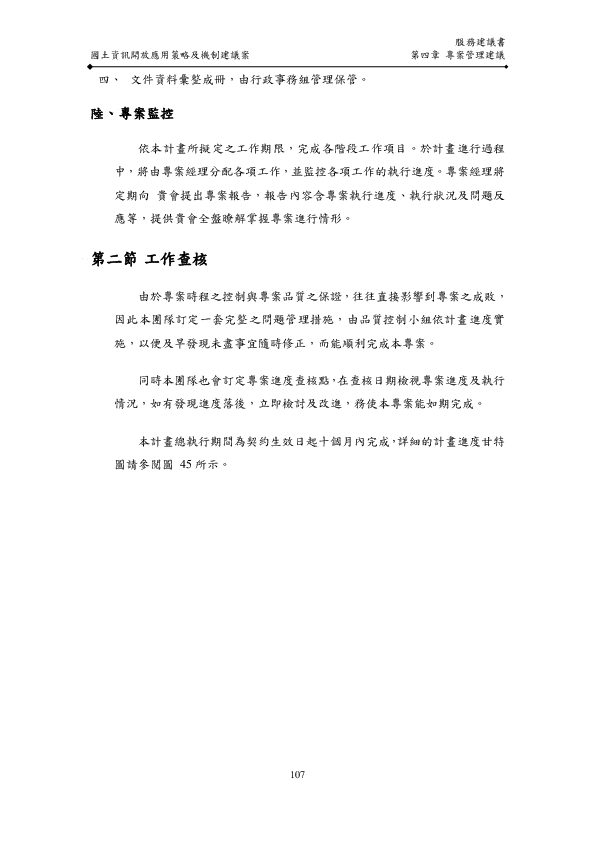 服務建議書
國土資訊開放應用策略及機制建議案 第四章 專案管理建議
四、 文件資料彙整成冊，由行政事務組管理保管。
陸、專案監控
依本計畫所擬定之工作期限，完成各階段工作項目。於計畫進行過程
中，將由專案經理分配各項工作，並監控各項工作的執行進度。專案經理將
定期向 貴會提出專案報告，報告內容含專案執行進度、執行狀況及問題反
應等，提供貴會全盤瞭解掌握專案進行情形。
第二節 工作查核
由於專案時程之控制與專案品質之保證，往往直接影響到專案之成敗，
因此本團隊訂定一套完整之問題管理措施，由品質控制小組依計畫進度實
施，以便及早發現未盡事宜隨時修正，而能順利完成本專案。
同時本團隊也會訂定專案進度查核點，在查核日期檢視專案進度及執行
情況，如有發現進度落後，立即檢討及改進，務使本專案能如期完成。
本計畫總執行期間為契約生效日起十個月內完成，詳細的計畫進度甘特
圖請參閱圖 45 所示。
107